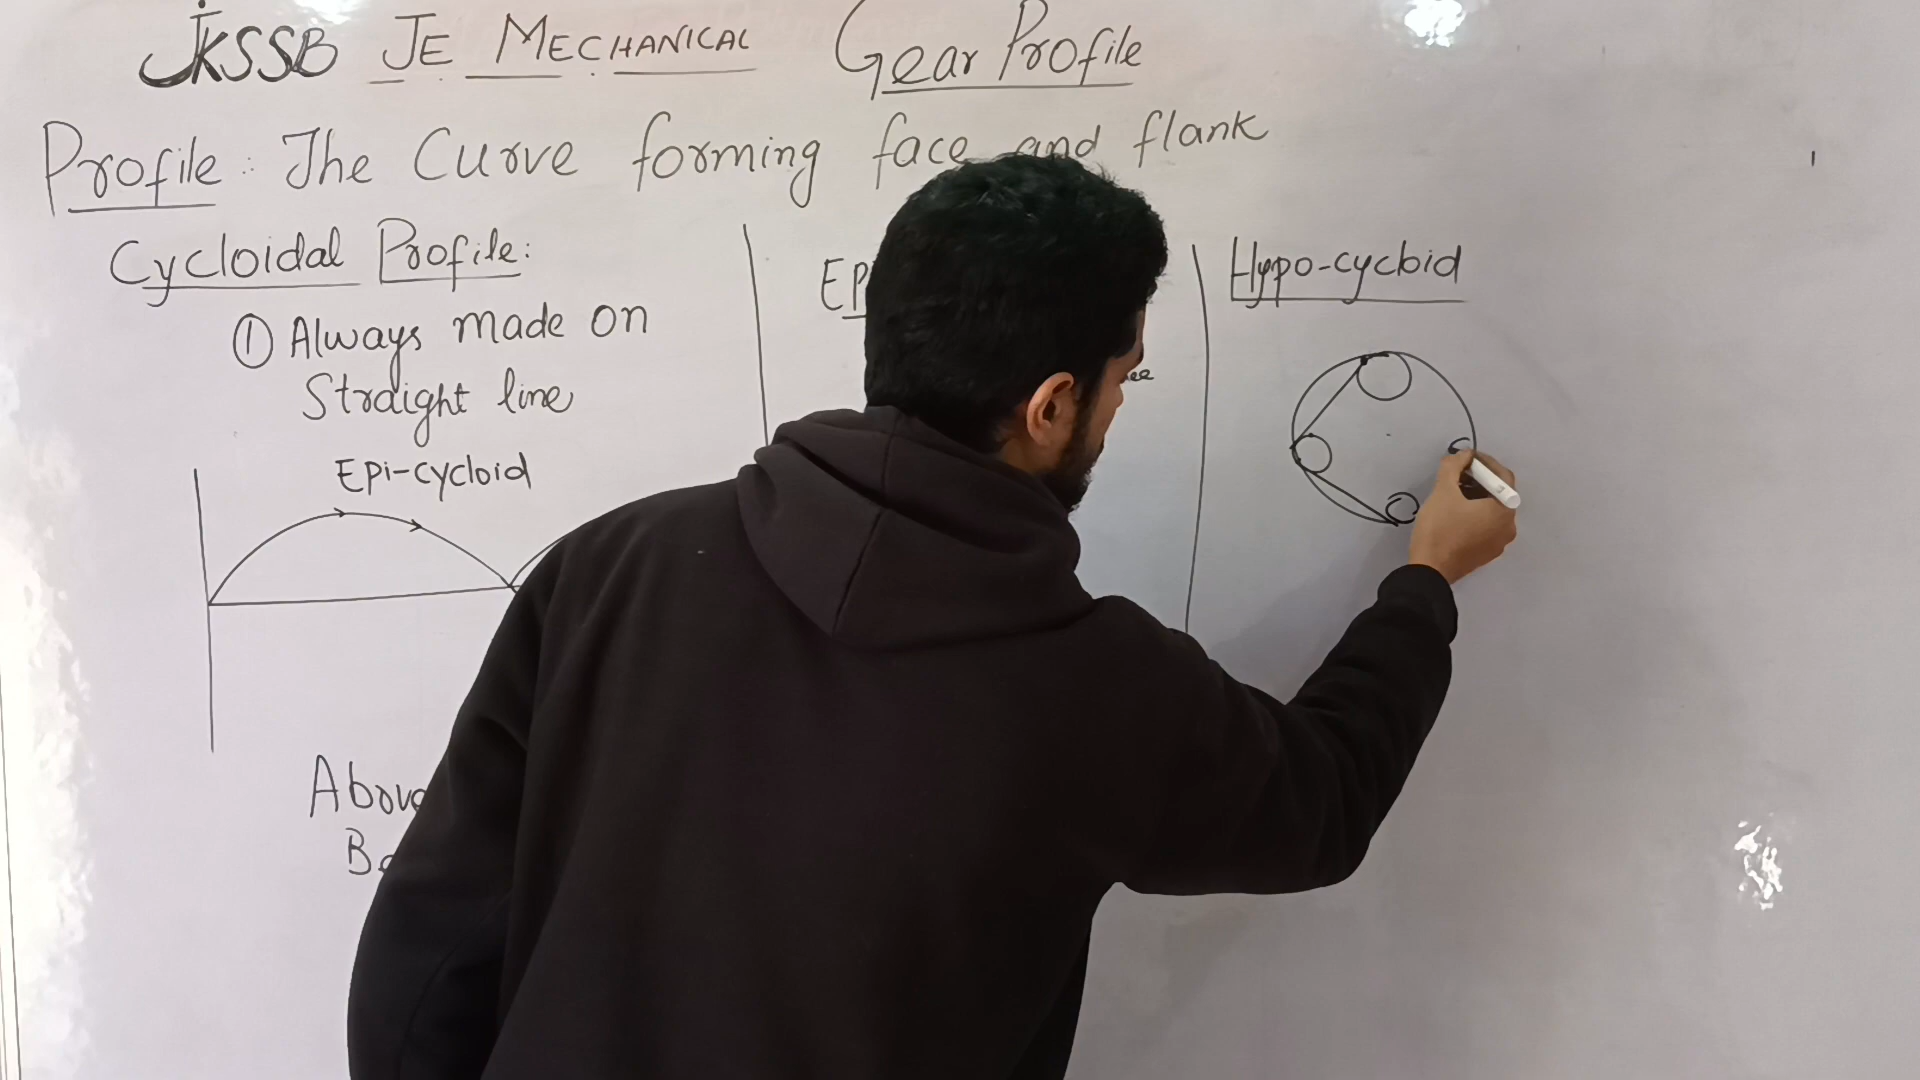 JKSSB JE MECHANICAL Gear Profile
Profile: The Curve forming face and flank
Cycloidal Profile:
① Always made on
Straight line
Epi-cycloid
Hypo-cycloid